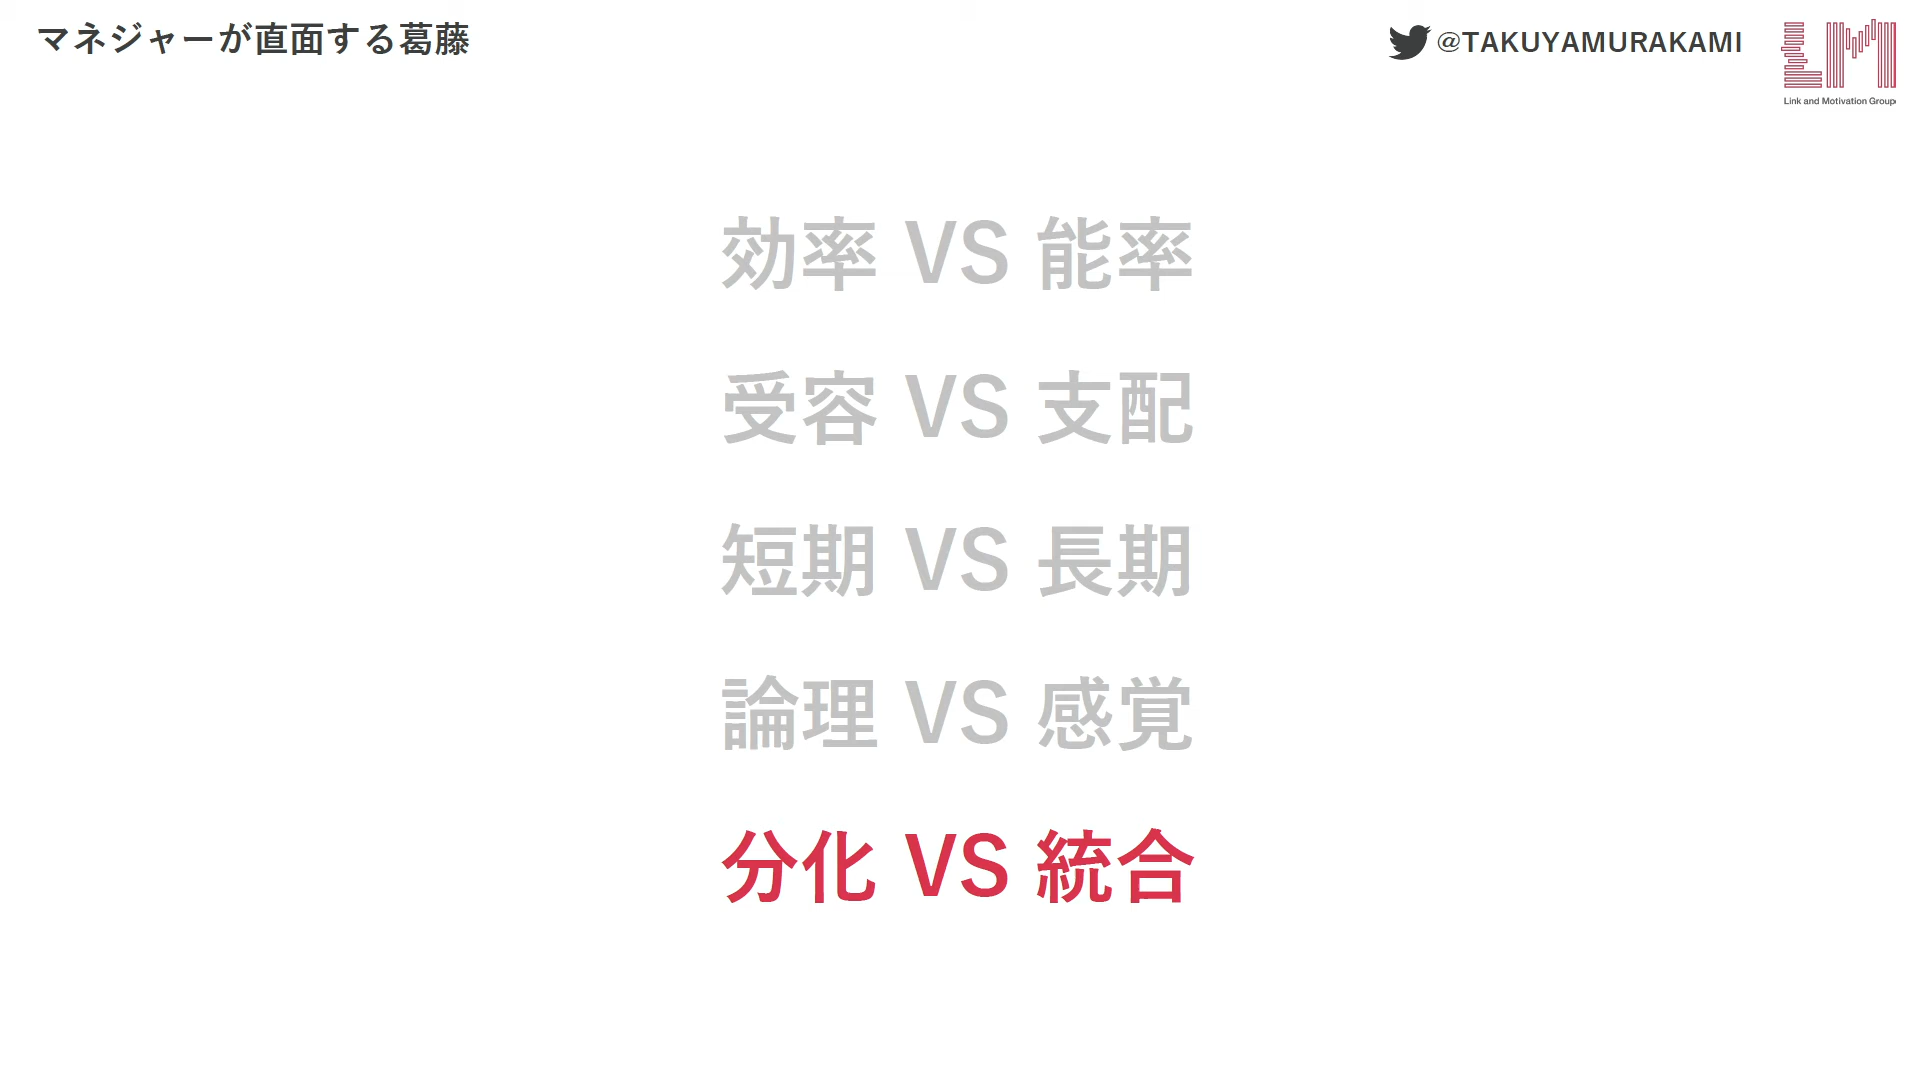 マネジャーが直面する葛藤
@TAKUYAMURAKAMI
LM
Link and Motivation Group
効率 VS 能率
受容 VS 支配
短期 VS 長期
論理 VS 感覚
分化 VS 統合